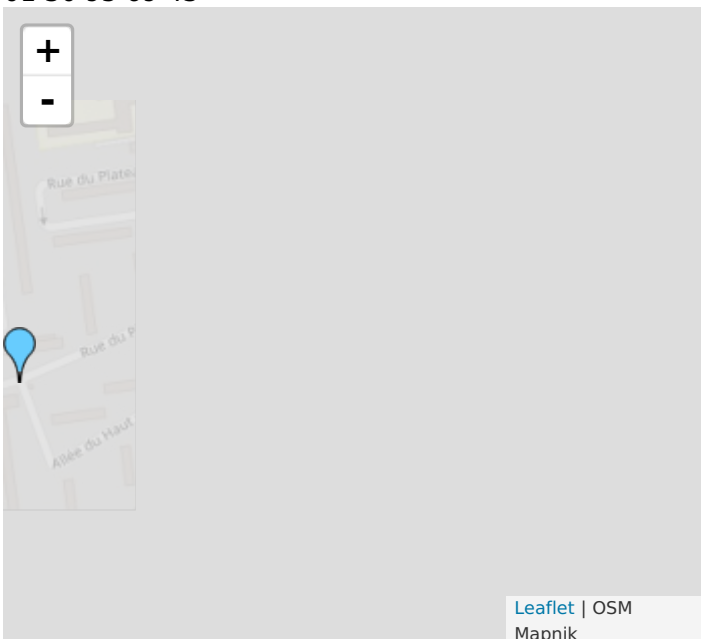 +
-
Rue du Plate
Rue du P
Allée du Haut
Leaflet | OSM
Mapnik